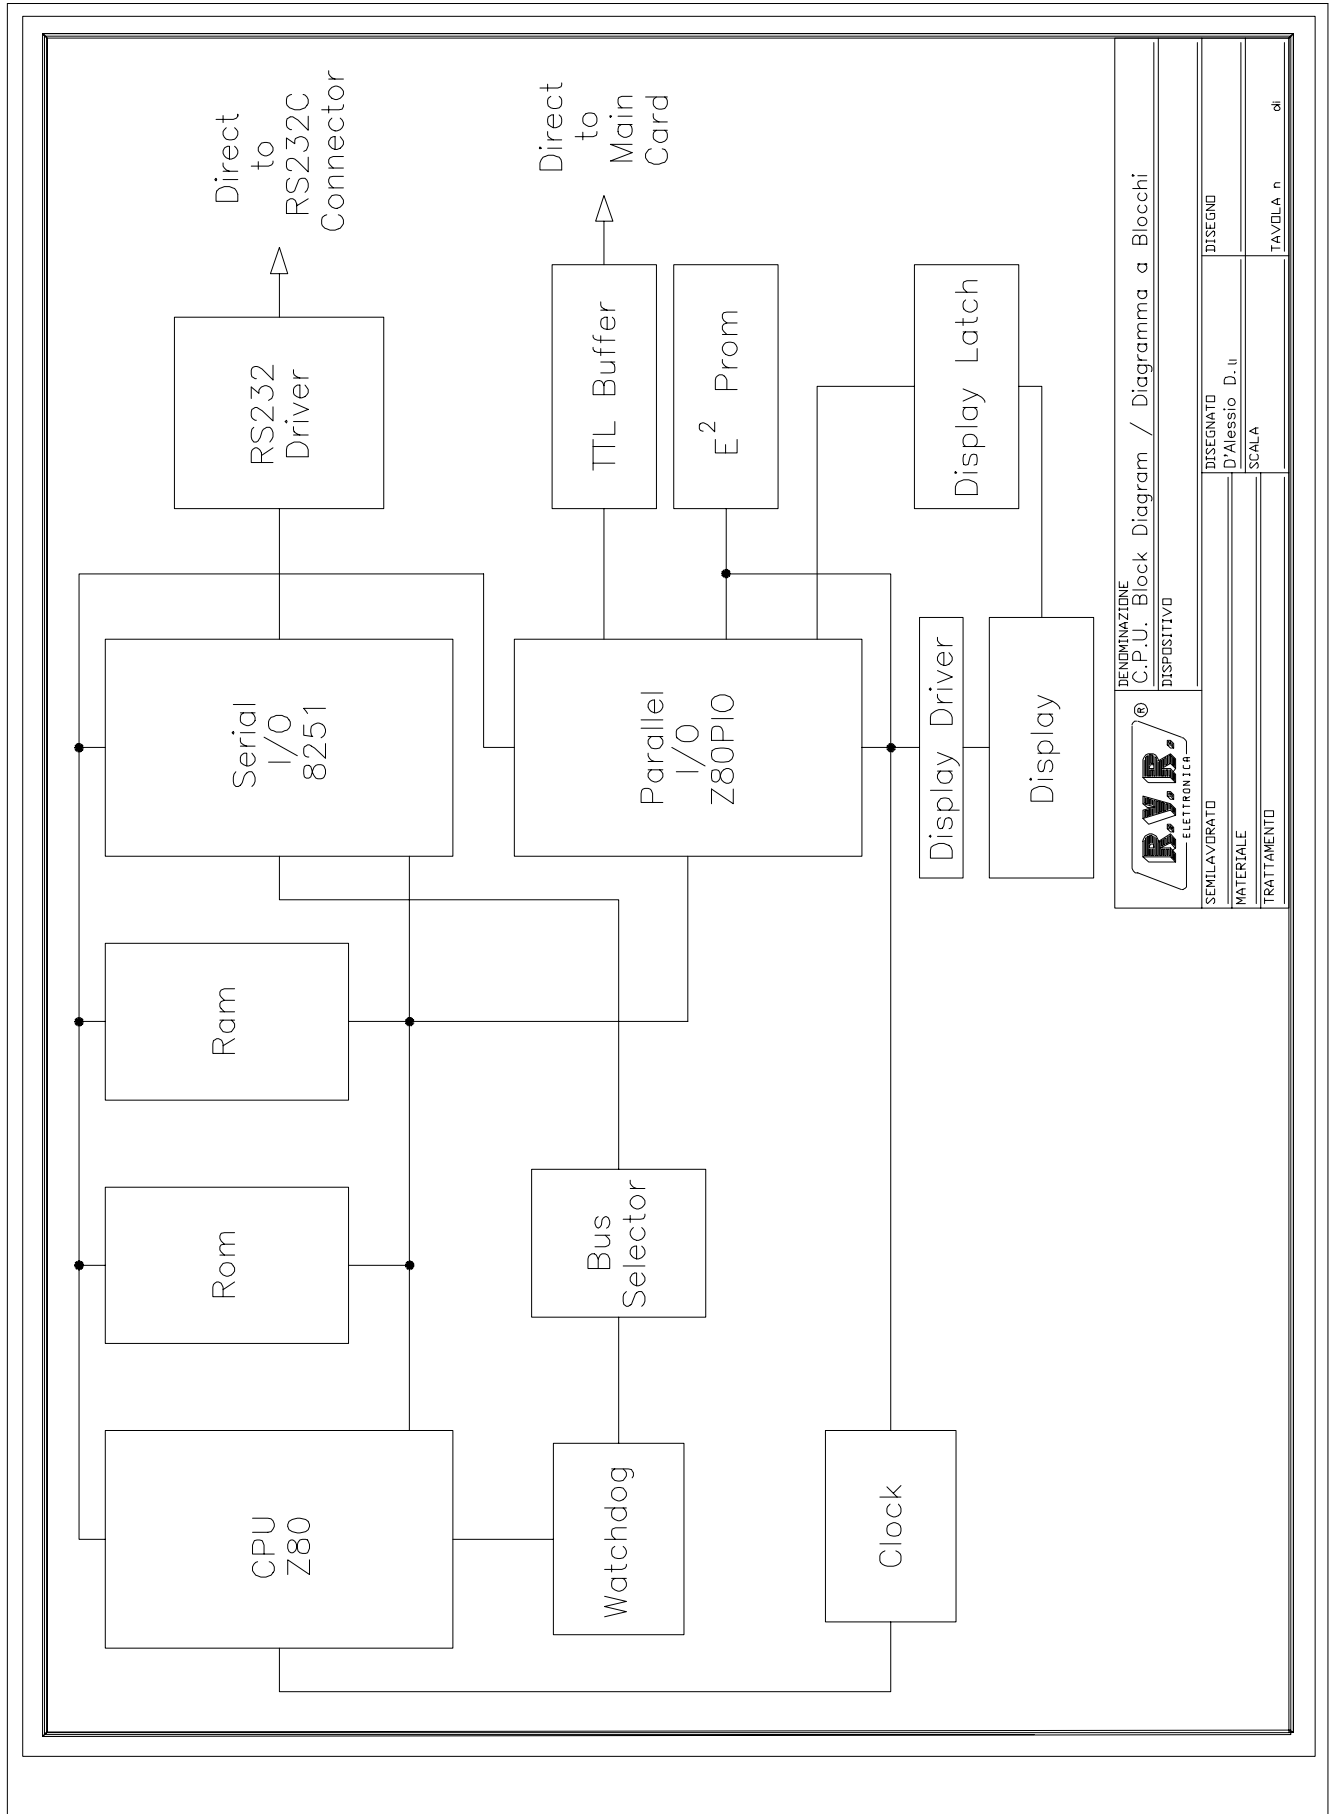 CPU
Z80
Rom
Ram
Serial
I/O
8251
RS232
Driver
Direct
to
RS232C
Connector
Watchdog
Bus
Selector
Parallel
I/O
Z80PIO
TTL Buffer
Direct
to
Main
Card
E² Prom
Clock
Display Driver
Display Latch
Display
R.V.R.®
ELETTRONICA
DENOMINAZIONE
C.P.U. Block Diagram / Diagramma a Blocchi
DISPOSITIVO
SEMILAVORATO
DISEGNATO
DISEGNO
D'Alessio D.
MATERIALE
SCALA
TRATTAMENTO
TAVOLA n di